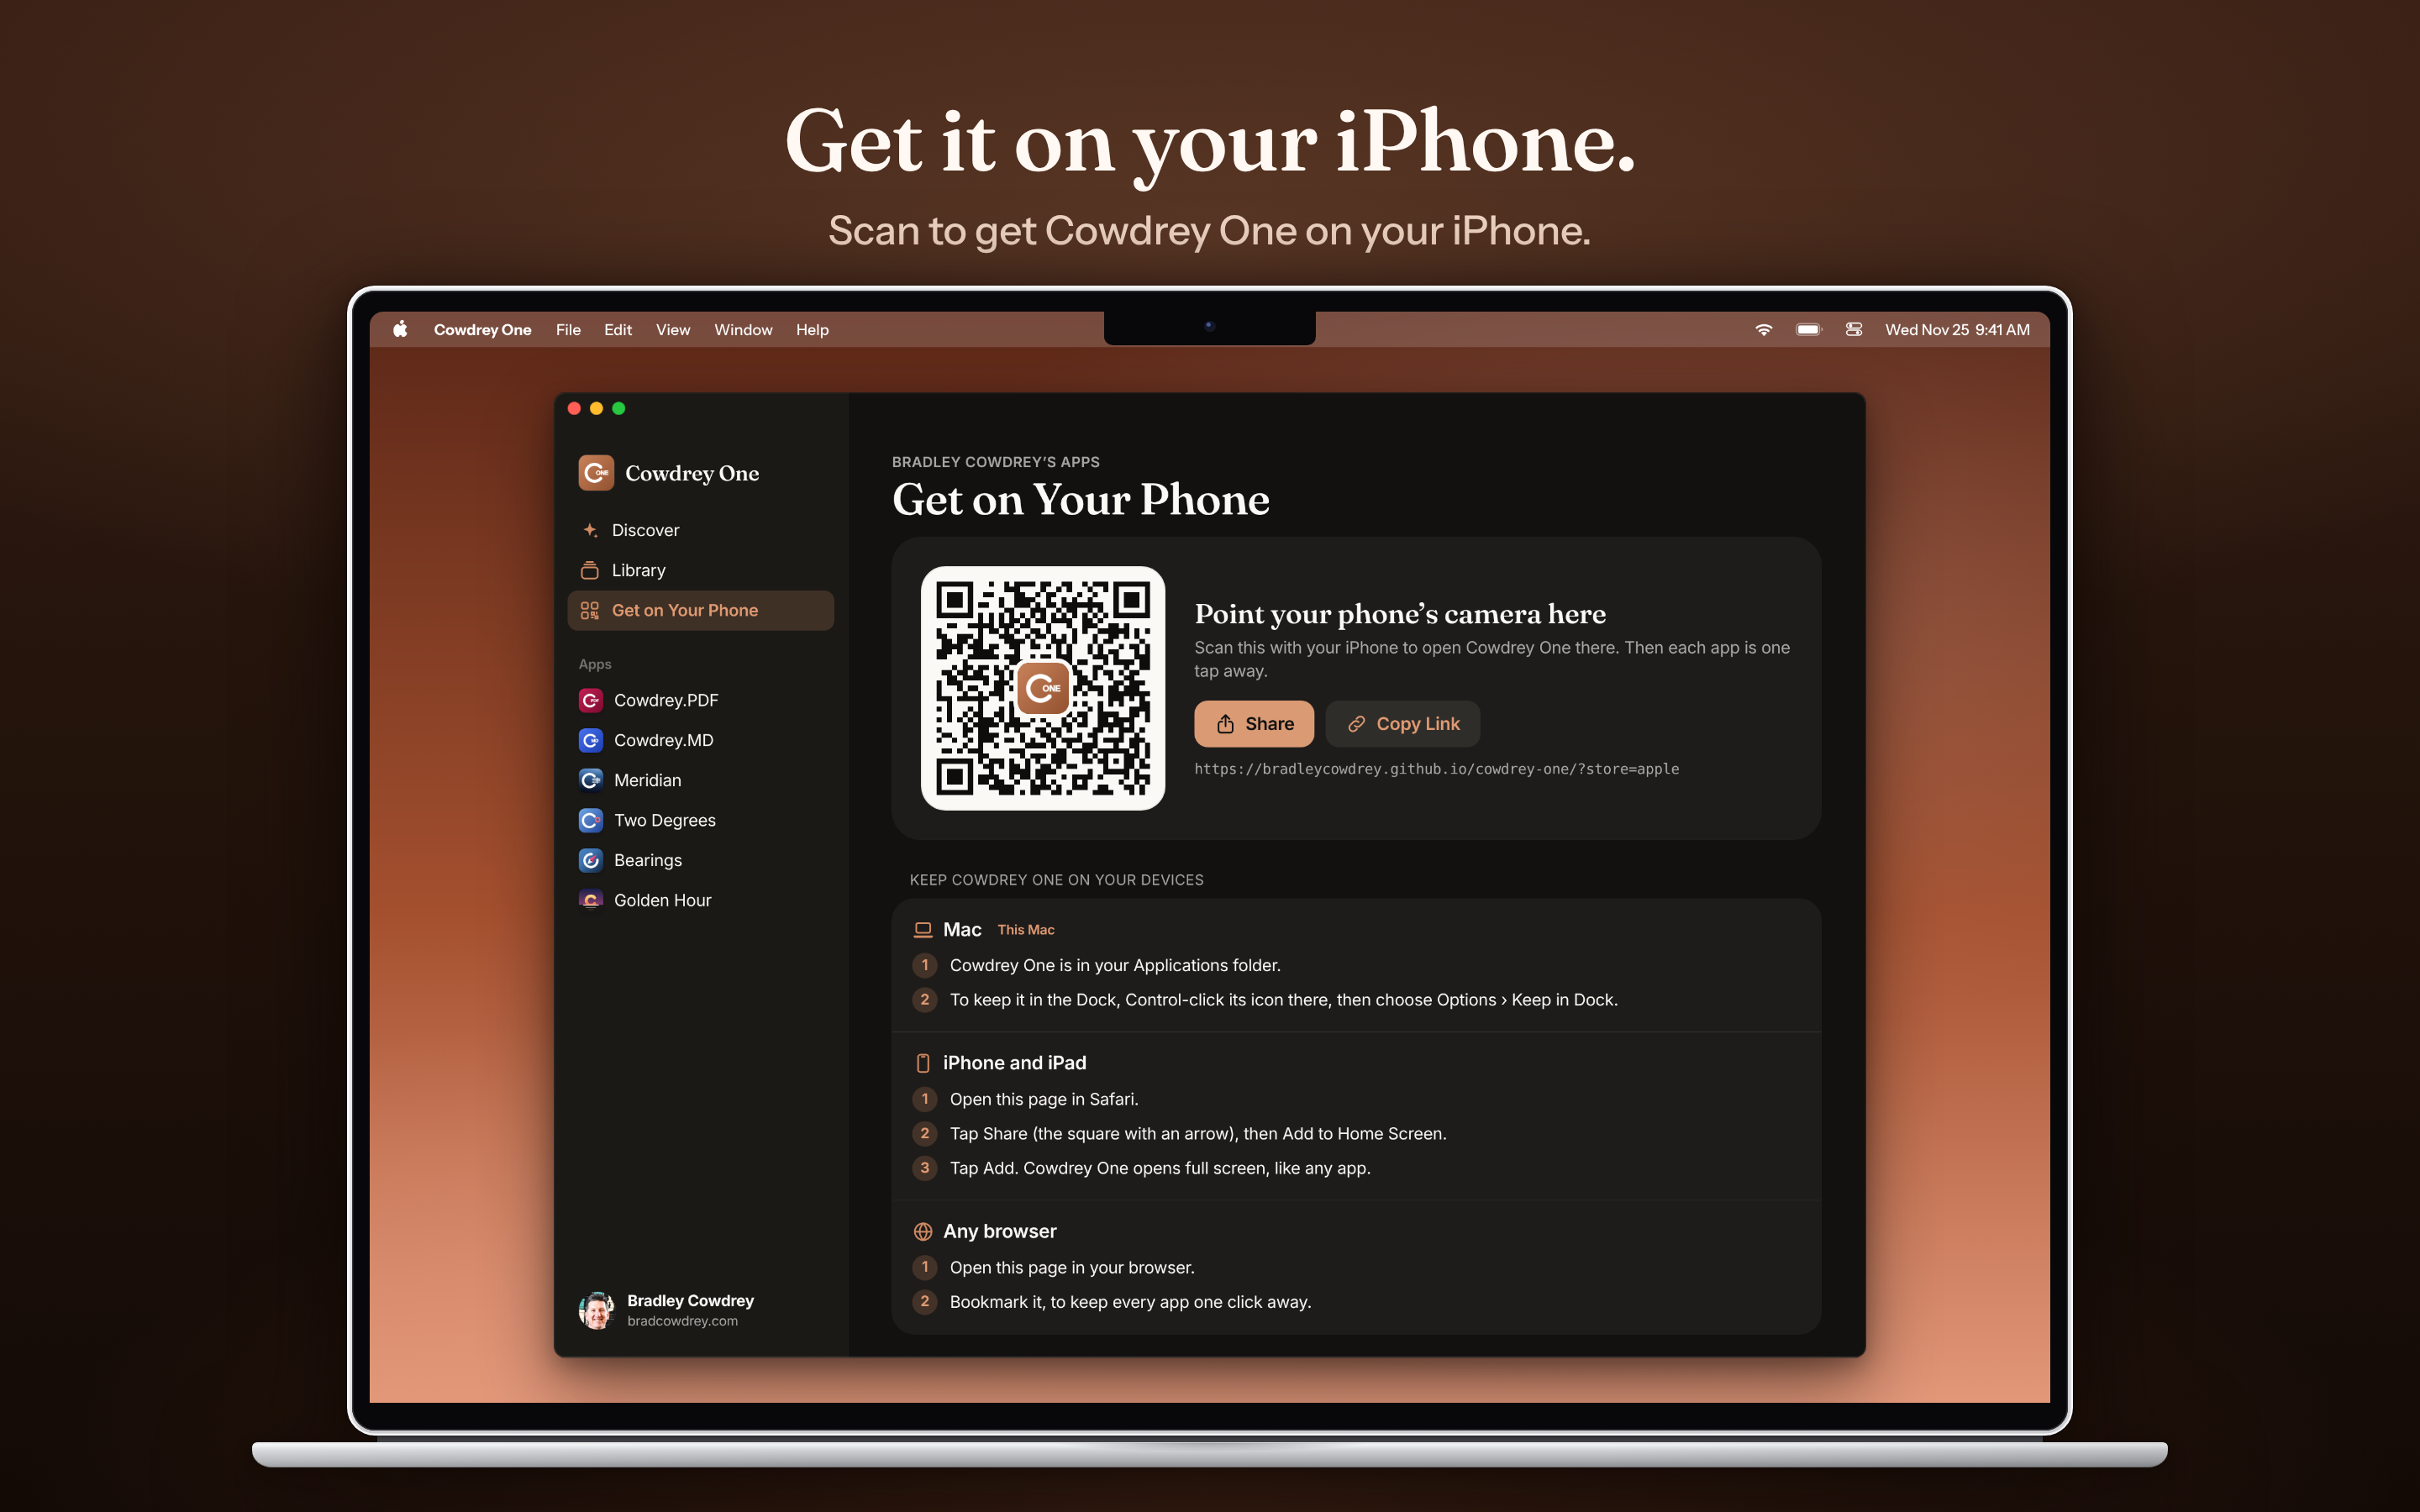 Get it on your iPhone.
Scan to get Cowdrey One on your iPhone.
Cowdrey One File Edit View Window Help
Wed Nov 25 9:41 AM
Cowdrey One
Discover
Library
Get on Your Phone
Apps
Cowdrey.PDF
Cowdrey.MD
Meridian
Two Degrees
Bearings
Golden Hour
Bradley Cowdrey
bradcowdrey.com
BRADLEY COWDREY’S APPS
Get on Your Phone
ONE
Point your phone’s camera here
Scan this with your iPhone to open Cowdrey One there. Then each app is one
tap away.
Share
Copy Link
https://bradleycowdrey.github.io/cowdrey-one/?store=apple
KEEP COWDREY ONE ON YOUR DEVICES
Mac This Mac
1 Cowdrey One is in your Applications folder.
2 To keep it in the Dock, Control-click its icon there, then choose Options › Keep in Dock.
iPhone and iPad
1 Open this page in Safari.
2 Tap Share (the square with an arrow), then Add to Home Screen.
3 Tap Add. Cowdrey One opens full screen, like any app.
Any browser
1 Open this page in your browser.
2 Bookmark it, to keep every app one click away.